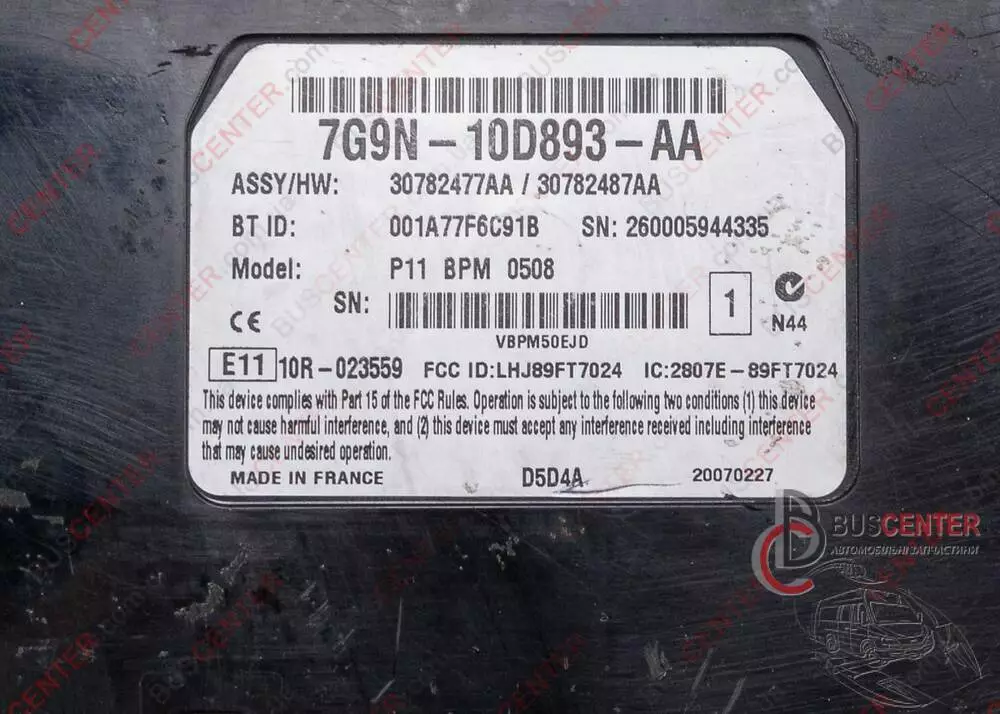 7G9N - 10D893 - AA
ASSY/HW: 30782477AA / 30782487AA
BT ID: 001A77F6C91B SN: 260005944335
Model: P11 BPM 0508
SN:
VBPM50EJD
1
N44
CE
E11 10R - 023559 FCC ID:LHJ89FT7024 IC:2807E - 89FT7024
This device complies with Part 15 of the FCC Rules. Operation is subject to the following two conditions (1) this device
may not cause harmful interference, and (2) this device must accept any interference received including interference
that may cause undesired operation.
MADE IN FRANCE D5D4A 20070227
BUSCENTER
АВТОМОБІЛЬНІ ЗАПЧАСТИНИ